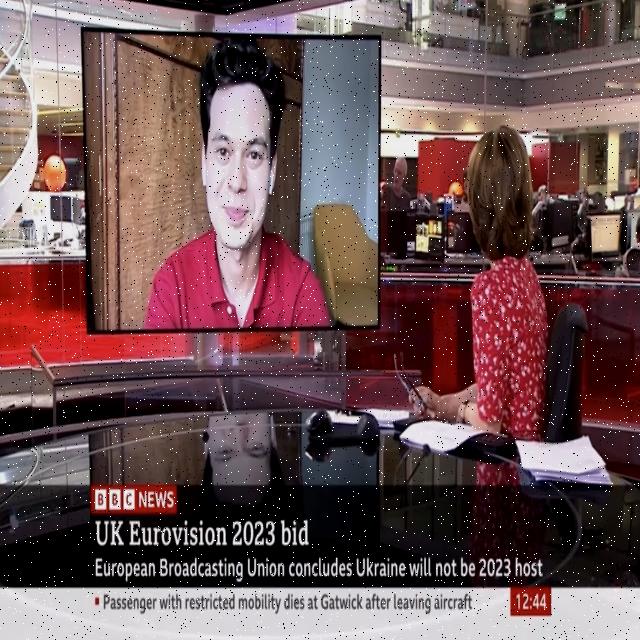 BBC NEWS
UK Eurovision 2023 bid
European Broadcasting Union concludes Ukraine will not be 2023 host
Passenger with restricted mobility dies at Gatwick after leaving aircraft
12:44